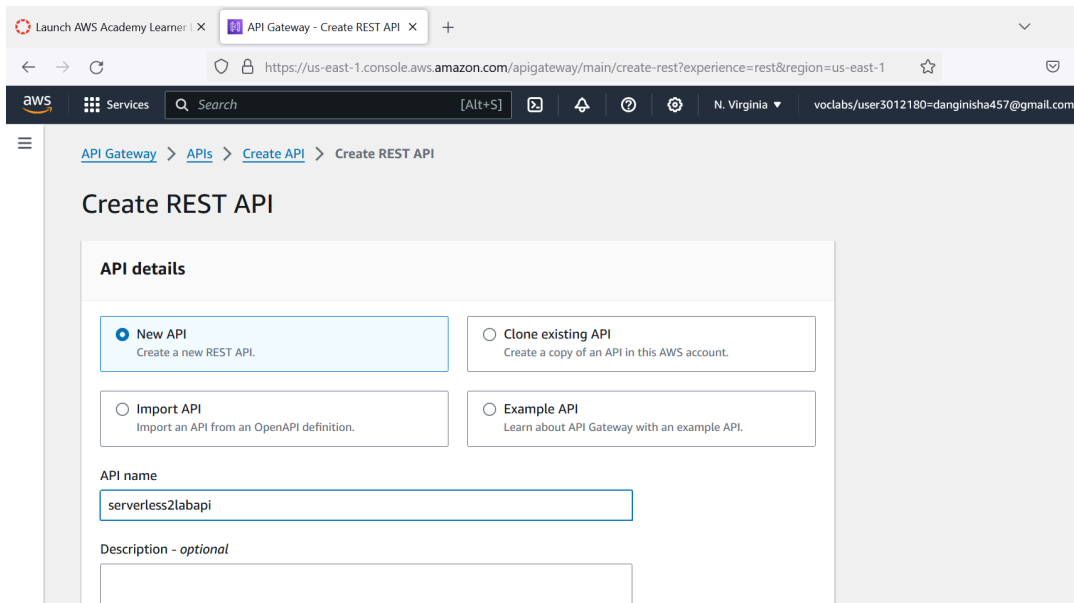 Launch AWS Academy Learner
API Gateway - Create REST API
https://us-east-1.console.aws.amazon.com/apigateway/main/create-rest?experience=rest&region=us-east-1
aws Services Search [Alt+S] N. Virginia ▼ voclabs/user3012180=danginisha457@gmail.com
API Gateway > APIs > Create API > Create REST API
Create REST API
API details
New API
Create a new REST API.
Clone existing API
Create a copy of an API in this AWS account.
Import API
Import an API from an OpenAPI definition.
Example API
Learn about API Gateway with an example API.
API name
serverless2labapi
Description - optional